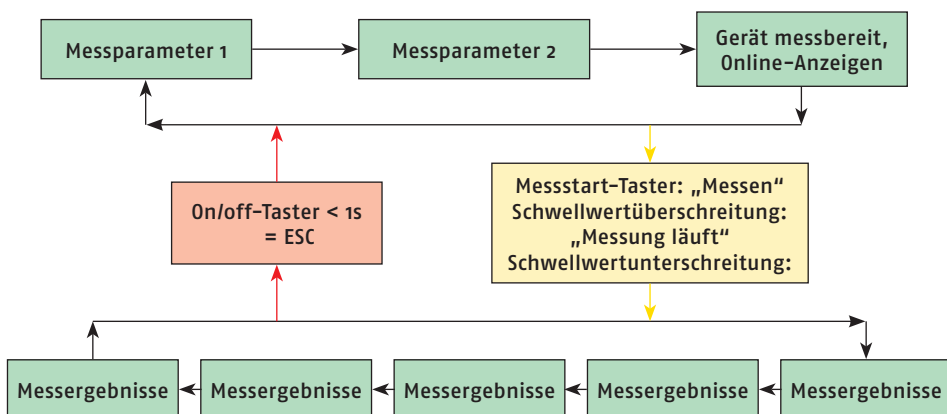 Messparameter 1
Messparameter 2
Gerät messbereit,
Online-Anzeigen
On/off-Taster < 1s
= ESC
Messstart-Taster: „Messen“
Schwellwertüberschreitung:
„Messung läuft“
Schwellwertunterschreitung:
Messergebnisse
Messergebnisse
Messergebnisse
Messergebnisse
Messergebnisse